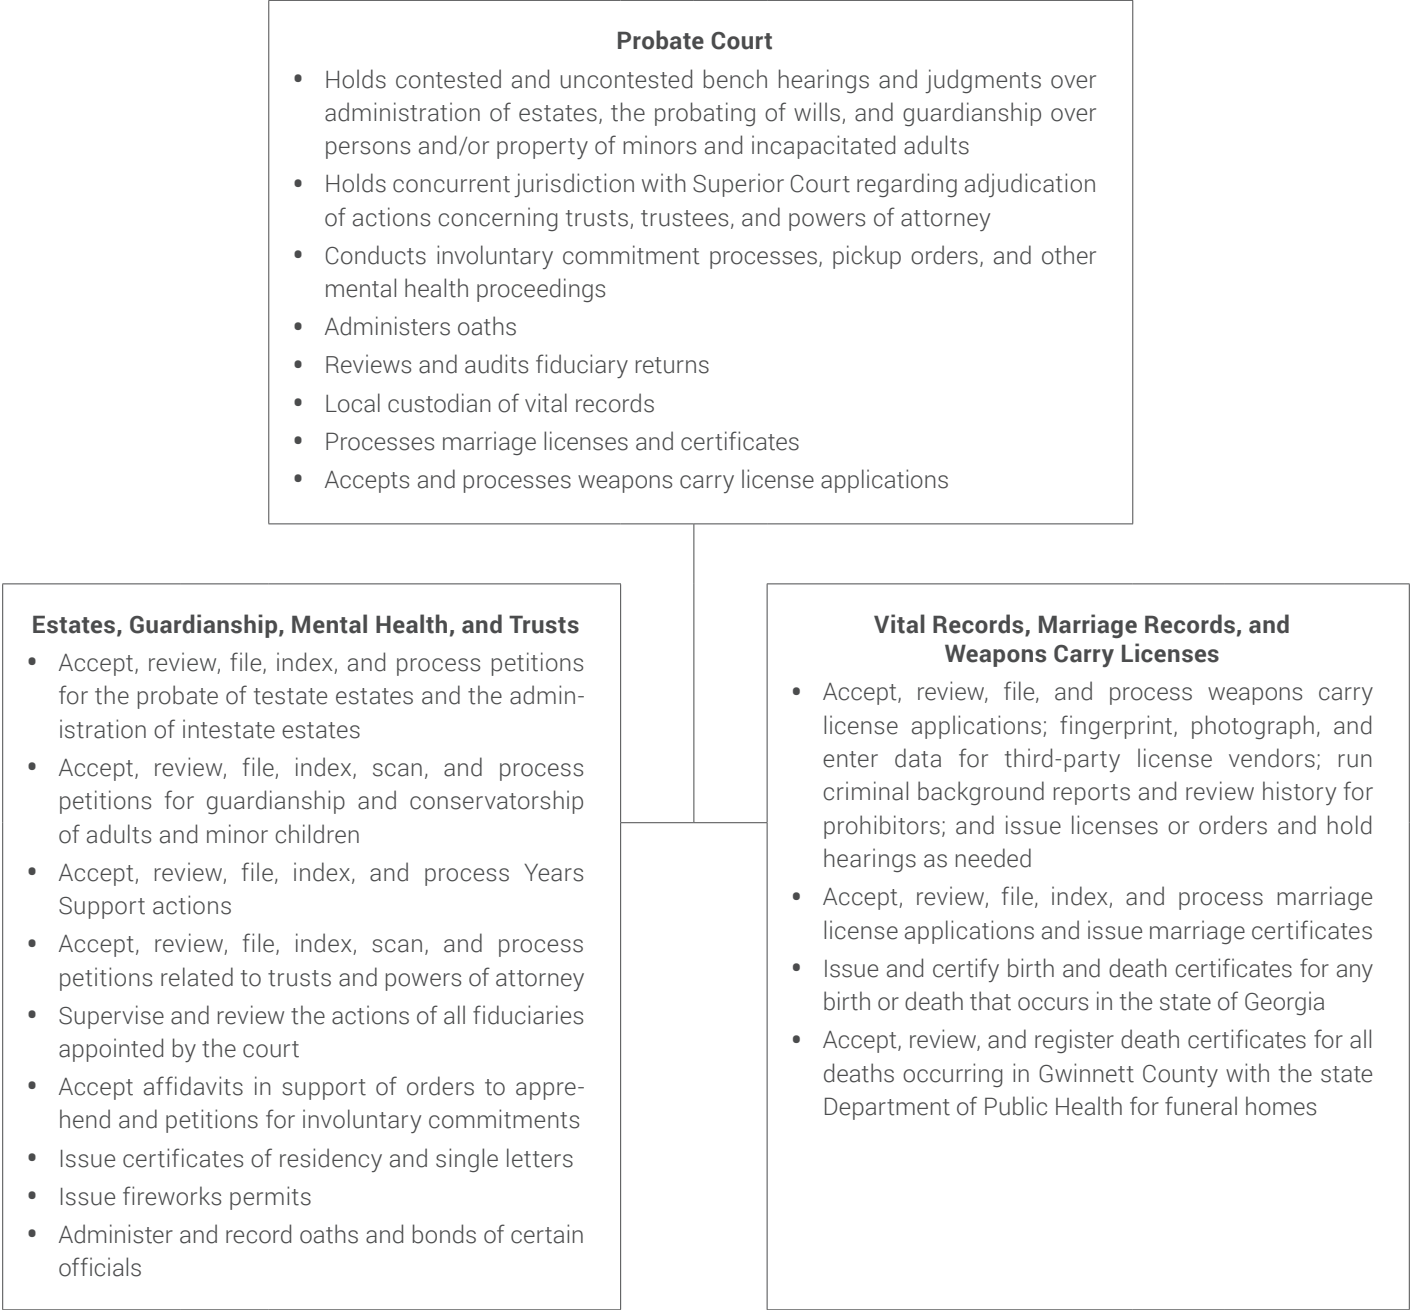 Probate Court
• Holds contested and uncontested bench hearings and judgments over
administration of estates, the probating of wills, and guardianship over
persons and/or property of minors and incapacitated adults
• Holds concurrent jurisdiction with Superior Court regarding adjudication
of actions concerning trusts, trustees, and powers of attorney
• Conducts involuntary commitment processes, pickup orders, and other
mental health proceedings
• Administers oaths
• Reviews and audits fiduciary returns
• Local custodian of vital records
• Processes marriage licenses and certificates
• Accepts and processes weapons carry license applications
Estates, Guardianship, Mental Health, and Trusts
• Accept, review, file, index, and process petitions
for the probate of testate estates and the admin-
istration of intestate estates
• Accept, review, file, index, scan, and process
petitions for guardianship and conservatorship
of adults and minor children
• Accept, review, file, index, and process Years
Support actions
• Accept, review, file, index, scan, and process
petitions related to trusts and powers of attorney
• Supervise and review the actions of all fiduciaries
appointed by the court
• Accept affidavits in support of orders to appre-
hend and petitions for involuntary commitments
• Issue certificates of residency and single letters
• Issue fireworks permits
• Administer and record oaths and bonds of certain
officials
Vital Records, Marriage Records, and
Weapons Carry Licenses
• Accept, review, file, and process weapons carry
license applications; fingerprint, photograph, and
enter data for third-party license vendors; run
criminal background reports and review history for
prohibitors; and issue licenses or orders and hold
hearings as needed
• Accept, review, file, index, and process marriage
license applications and issue marriage certificates
• Issue and certify birth and death certificates for any
birth or death that occurs in the state of Georgia
• Accept, review, and register death certificates for all
deaths occurring in Gwinnett County with the state
Department of Public Health for funeral homes